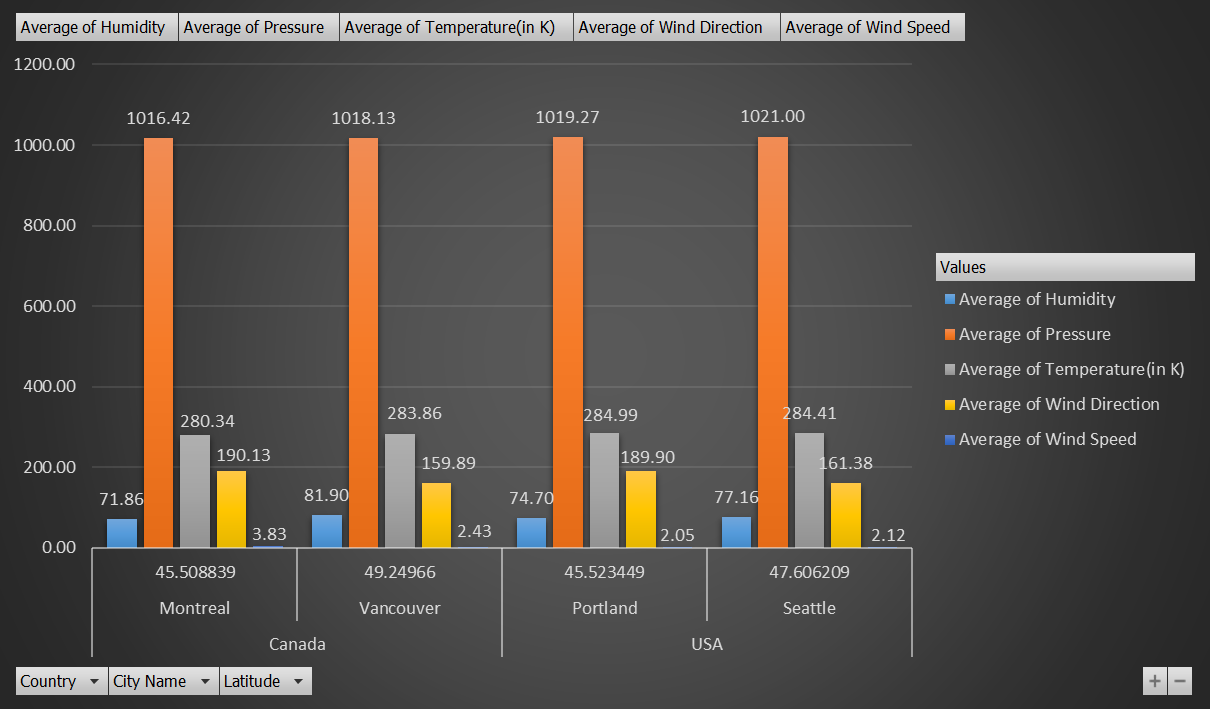 Average of Humidity Average of Pressure Average of Temperature(in K) Average of Wind Direction Average of Wind Speed
1200.00
1016.42 1018.13 1019.27 1021.00
1000.00
800.00
Values
Average of Humidity
600.00
Average of Pressure
Average of Temperature(in K)
400.00
Average of Wind Direction
280.34 283.86 284.99 284.41
Average of Wind Speed
190.13 159.89 189.90 161.38
200.00
71.86 81.90 74.70 77.16
3.83 2.43 2.05 2.12
0.00
45.508839 49.24966 45.523449 47.606209
Montreal Vancouver Portland Seattle
Canada USA
Country City Name Latitude + −